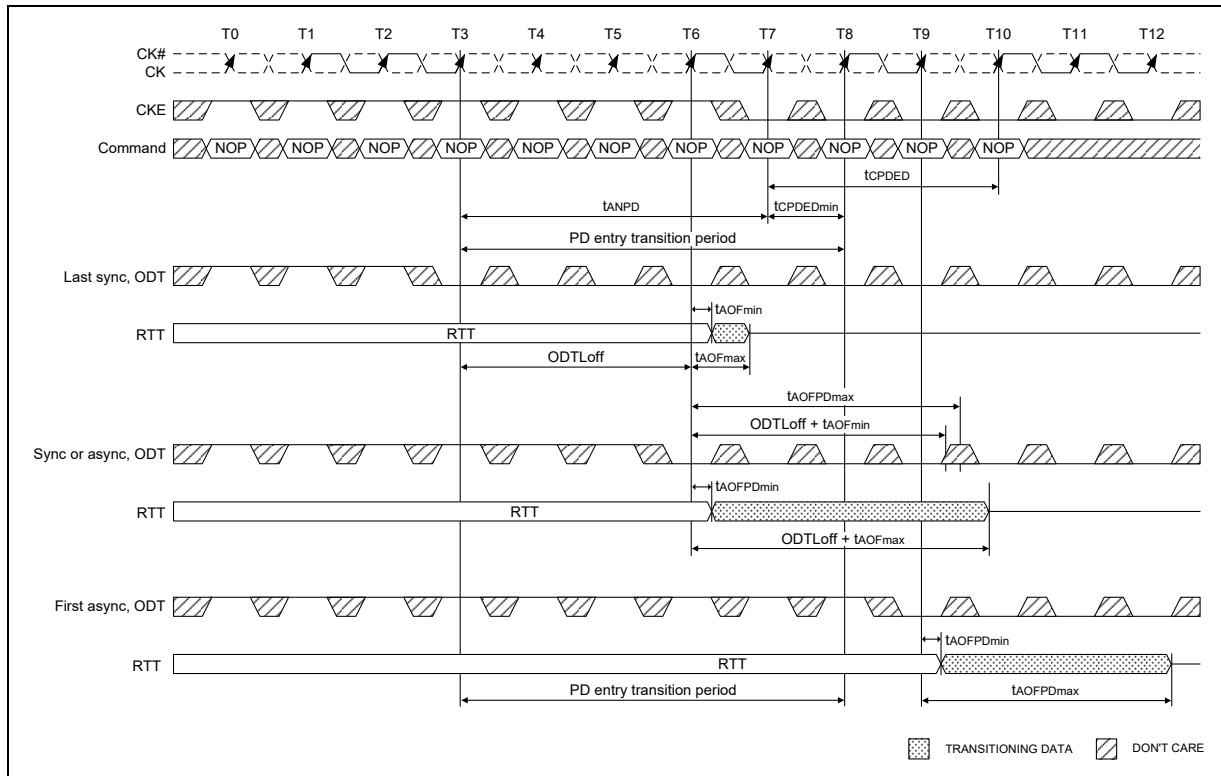 T0 T1 T2 T3 T4 T5 T6 T7 T8 T9 T10 T11 T12
CK#
CK
CKE
Command NOP NOP NOP NOP NOP NOP NOP NOP NOP NOP NOP
tCPDED
tANPD tCPDEDmin
PD entry transition period
Last sync, ODT
tAOFmin
RTT RTT
ODTLoff tAOFmax
tAOFPDmax
ODTLoff + tAOFmin
Sync or async, ODT
tAOFPDmin
RTT RTT
ODTLoff + tAOFmax
First async, ODT
tAOFPDmin
RTT RTT
PD entry transition period tAOFPDmax
TRANSITIONING DATA DON'T CARE